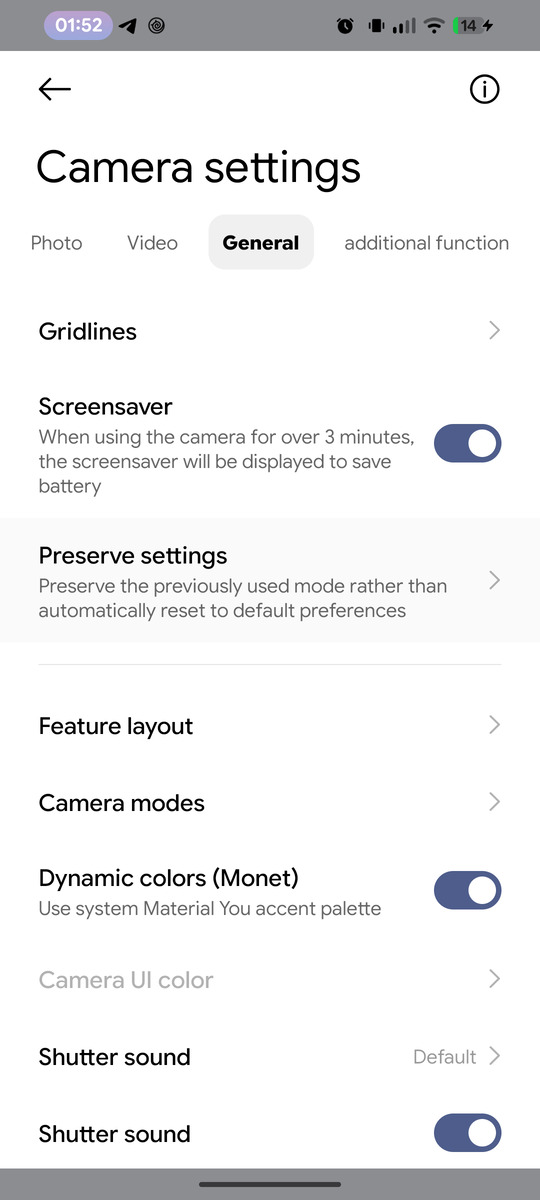 01:52
14
Camera settings
Photo Video General additional function
Gridlines
Screensaver
When using the camera for over 3 minutes,
the screensaver will be displayed to save
battery
Preserve settings
Preserve the previously used mode rather than
automatically reset to default preferences
Feature layout
Camera modes
Dynamic colors (Monet)
Use system Material You accent palette
Camera UI color
Shutter sound Default
Shutter sound